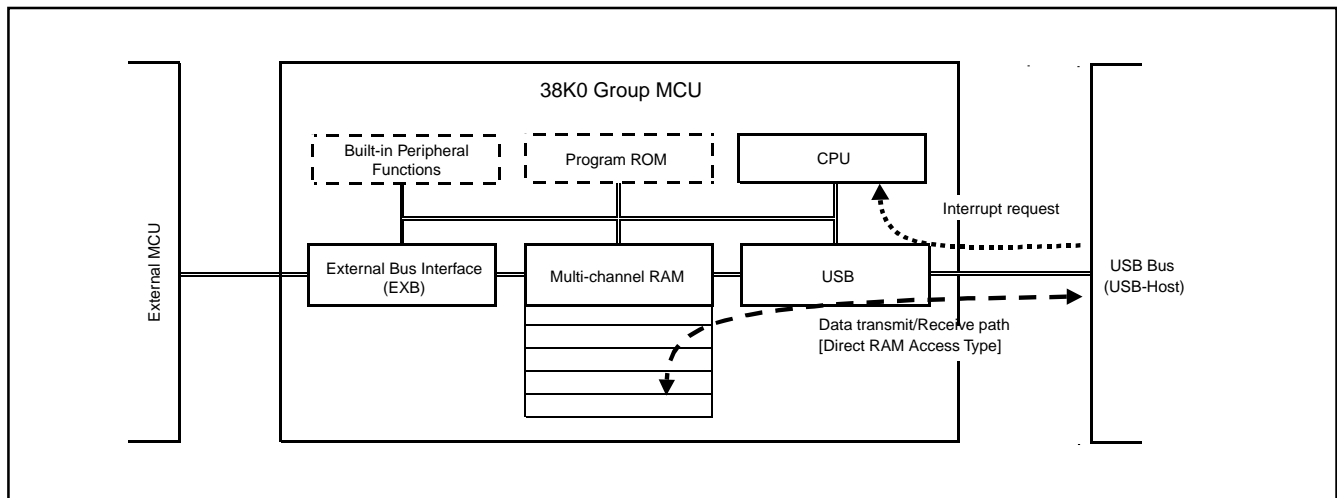 38K0 Group MCU
Built-in Peripheral
Functions
Program ROM
CPU
Interrupt request
External MCU
External Bus Interface
(EXB)
Multi-channel RAM
USB
USB Bus
(USB-Host)
Data transmit/Receive path
[Direct RAM Access Type]